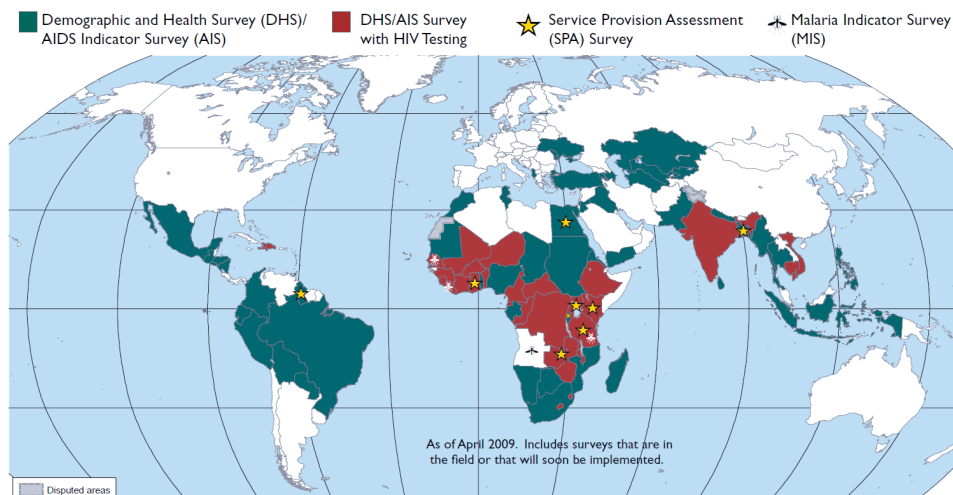 Demographic and Health Survey (DHS)/
AIDS Indicator Survey (AIS)
DHS/AIS Survey
with HIV Testing
Service Provision Assessment
(SPA) Survey
Malaria Indicator Survey
(MIS)
As of April 2009. Includes surveys that are in
the field or that will soon be implemented.
Disputed areas